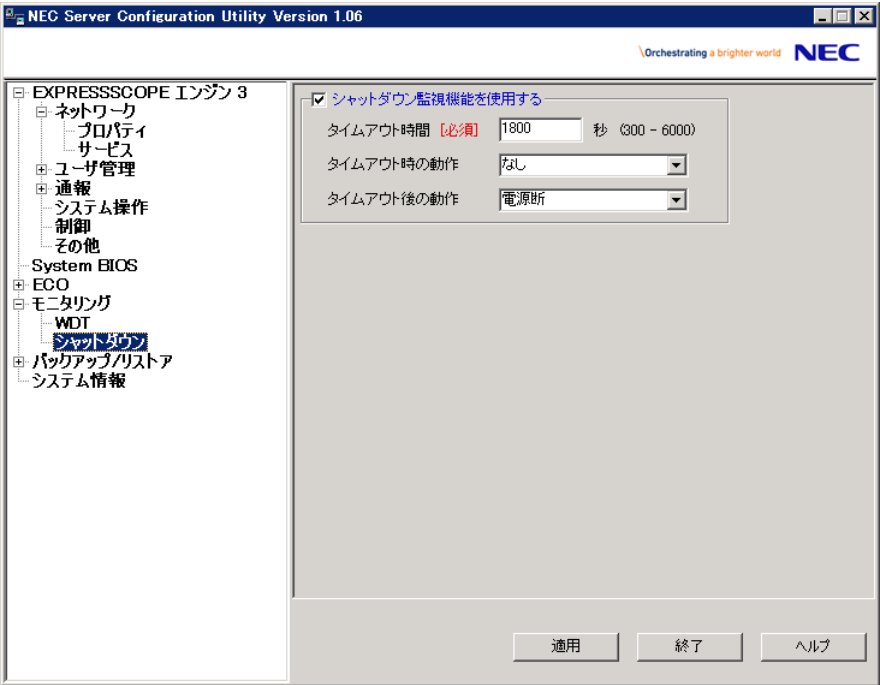 NEC Server Configuration Utility Version 1.06
\Orchestrating a brighter world NEC
EXPRESSSCOPE エンジン 3
ネットワーク
プロパティ
サービス
ユーザ管理
通報
システム操作
制御
その他
System BIOS
ECO
モニタリング
WDT
シャットダウン
バックアップ/リストア
システム情報
シャットダウン監視機能を使用する
タイムアウト時間 [必須] 1800 秒 (300 - 6000)
タイムアウト時の動作 なし
タイムアウト後の動作 電源断
適用 終了 ヘルプ